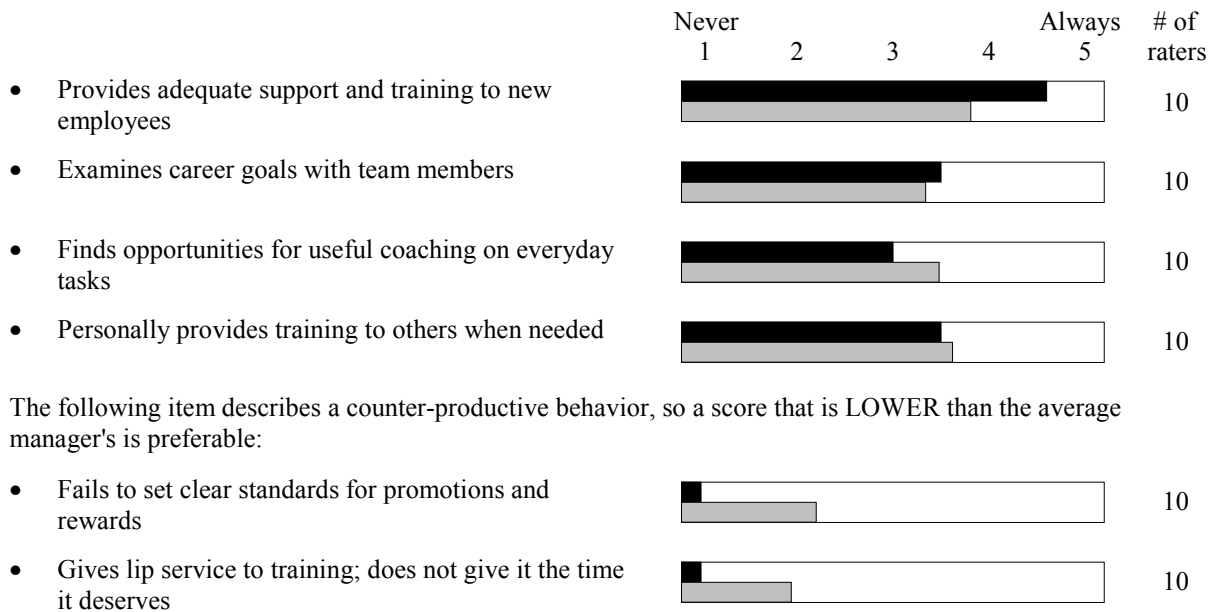 Never Always # of
1 2 3 4 5 raters
• Provides adequate support and training to new
employees
10
• Examines career goals with team members
10
• Finds opportunities for useful coaching on everyday
tasks
10
• Personally provides training to others when needed
10
The following item describes a counter-productive behavior, so a score that is LOWER than the average
manager's is preferable:
• Fails to set clear standards for promotions and
rewards
10
• Gives lip service to training; does not give it the time
it deserves
10